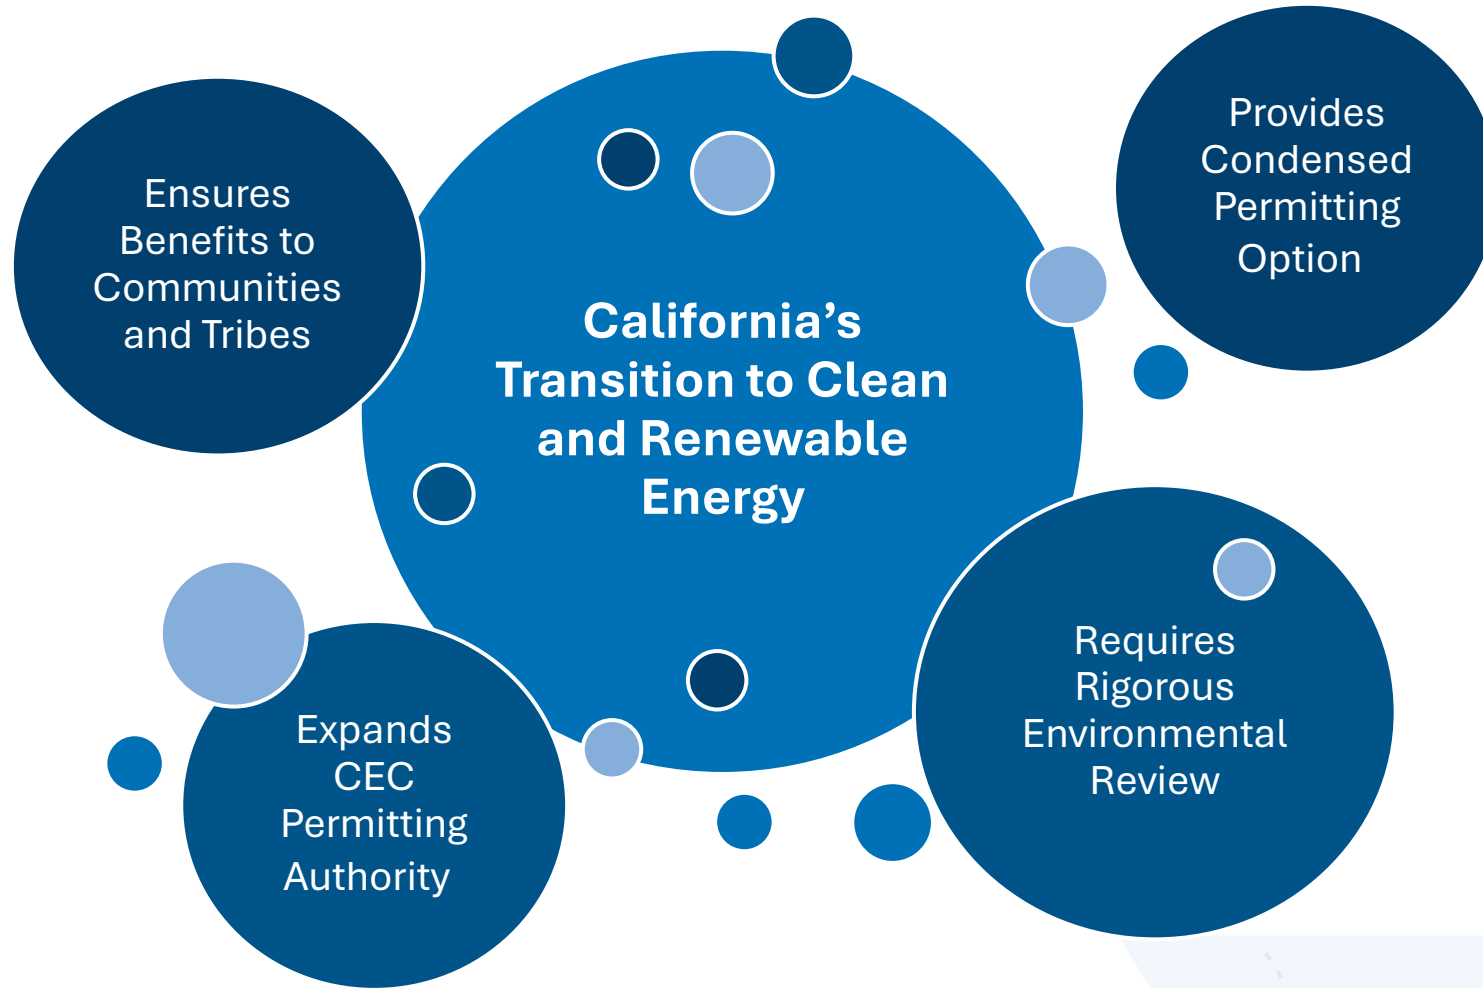 Ensures
Benefits to
Communities
and Tribes
California’s
Transition to Clean
and Renewable
Energy
Provides
Condensed
Permitting
Option
Expands
CEC
Permitting
Authority
Requires
Rigorous
Environmental
Review